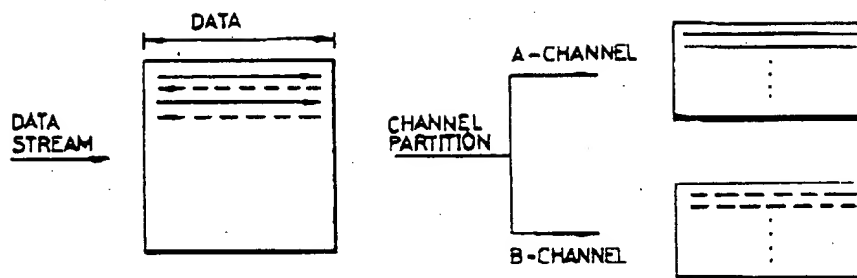 DATA
DATA
STREAM
CHANNEL
PARTITION
A-CHANNEL
B-CHANNEL